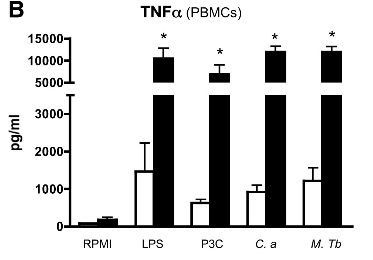 B
TNFα (PBMCs)
15000
10000
5000
3000
2000
1000
0
pg/ml
* * * *
RPMI LPS P3C C. a M. Tb